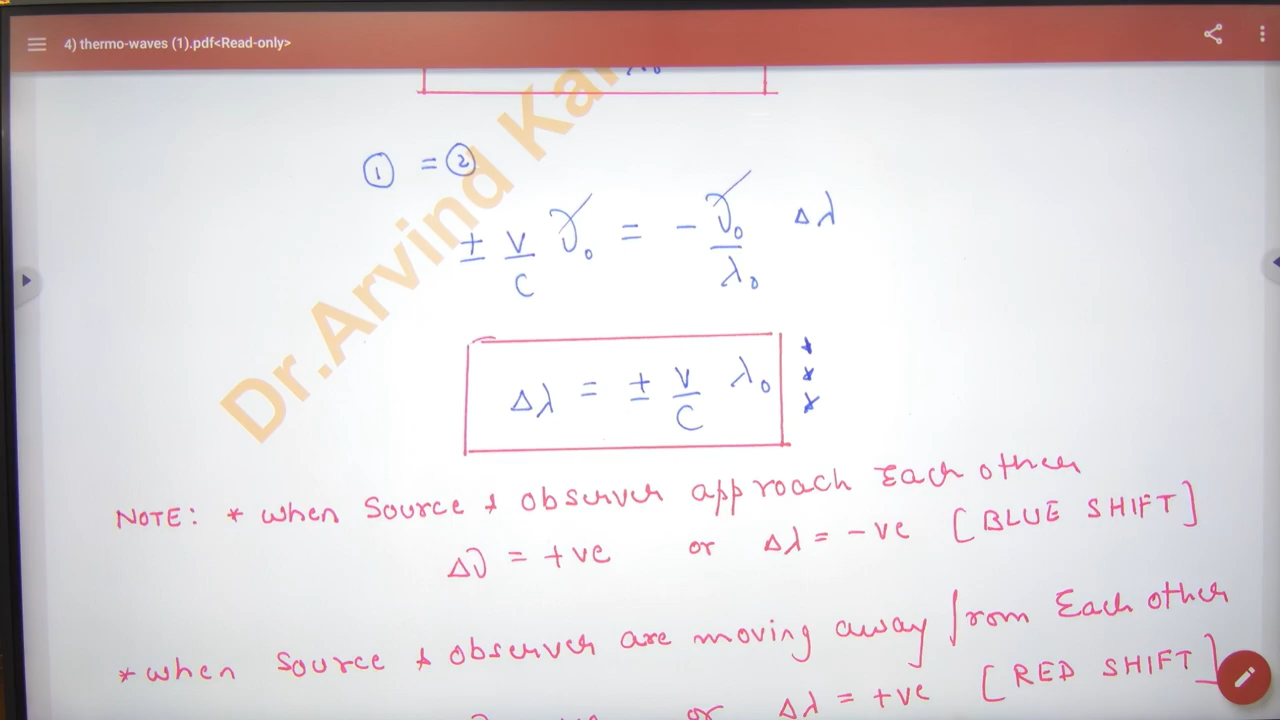 4) thermo-waves (1).pdf<Read-only>
λ₀
① = ②
± v/c ν₀ = - ν₀/λ₀ Δλ
Δλ = ± v/c λ₀
Dr.Arvind Ka
NOTE: * when Source & observer approach Each other
Δν = +ve or Δλ = -ve [BLUE SHIFT]
* when Source & observer are moving away from Each other
or Δλ = +ve [RED SHIFT]